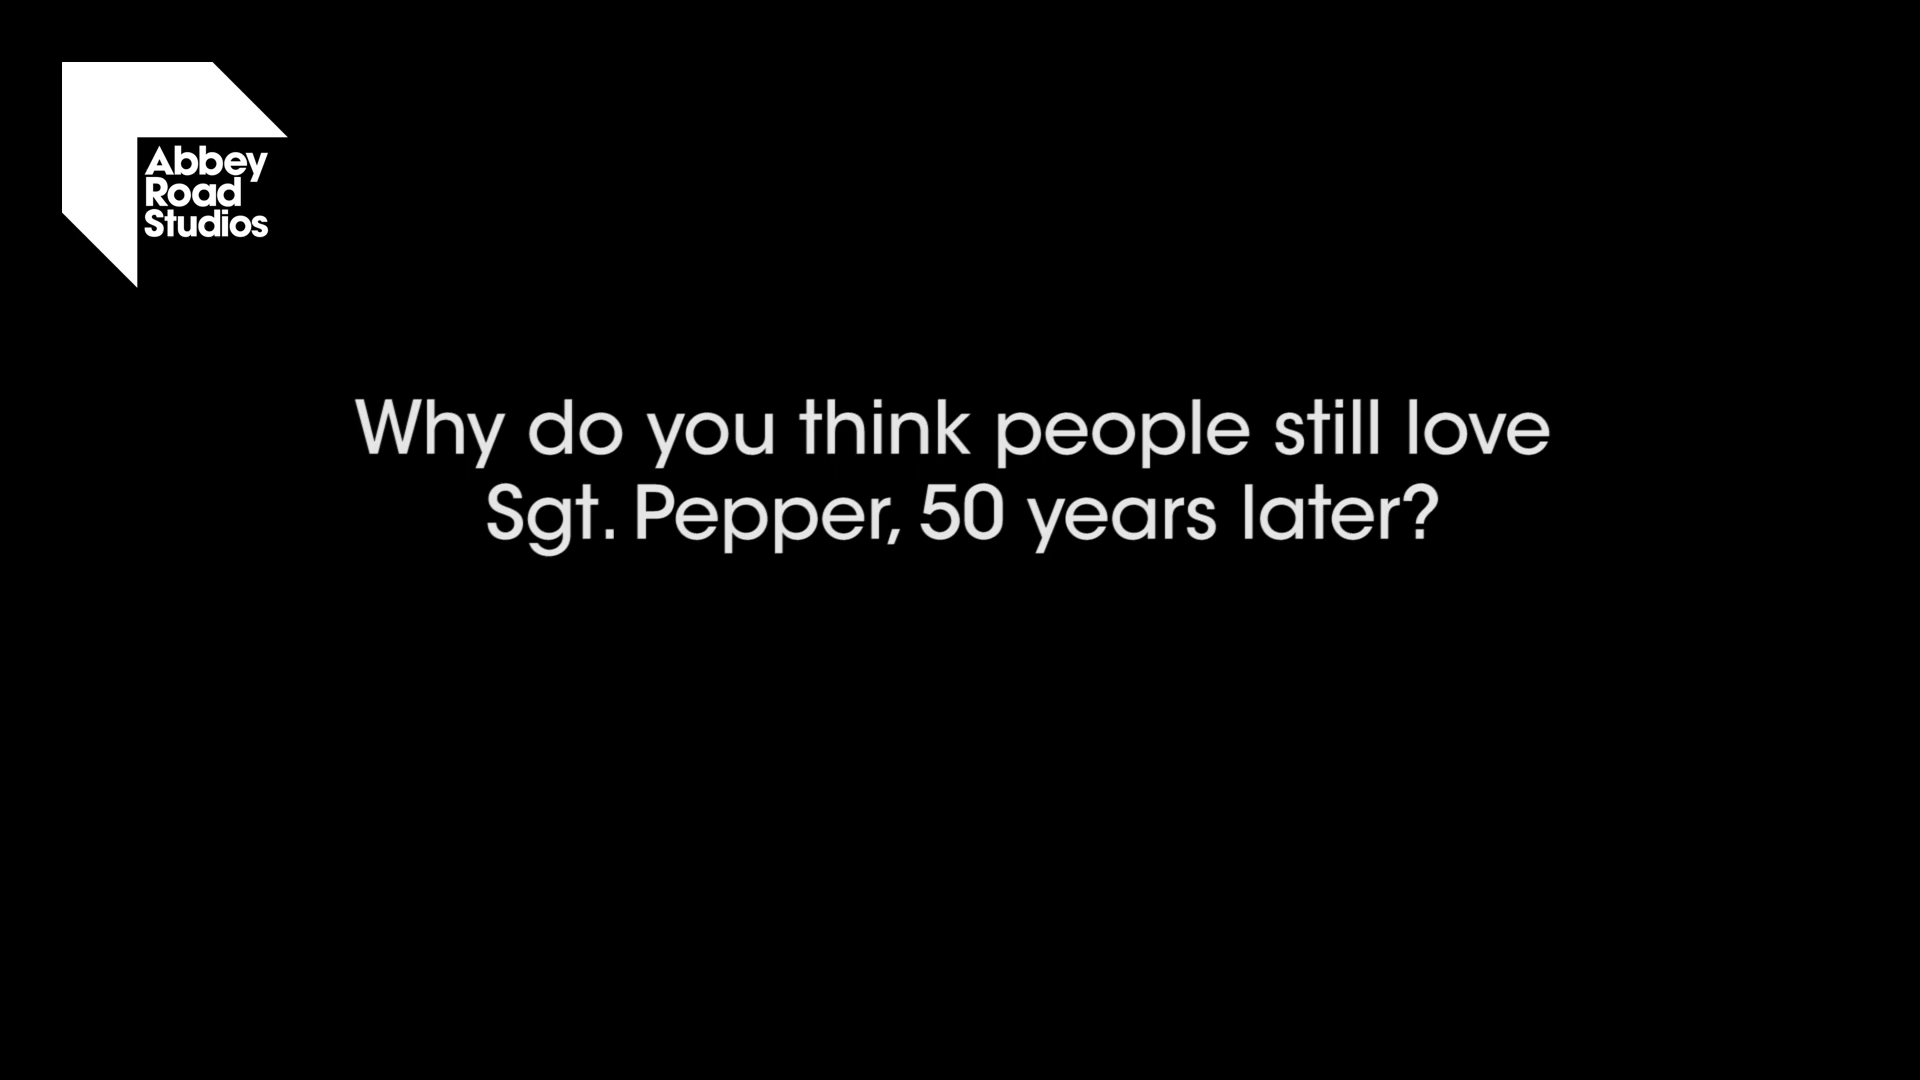 Abbey
Road
Studios
Why do you think people still love
Sgt. Pepper, 50 years later?